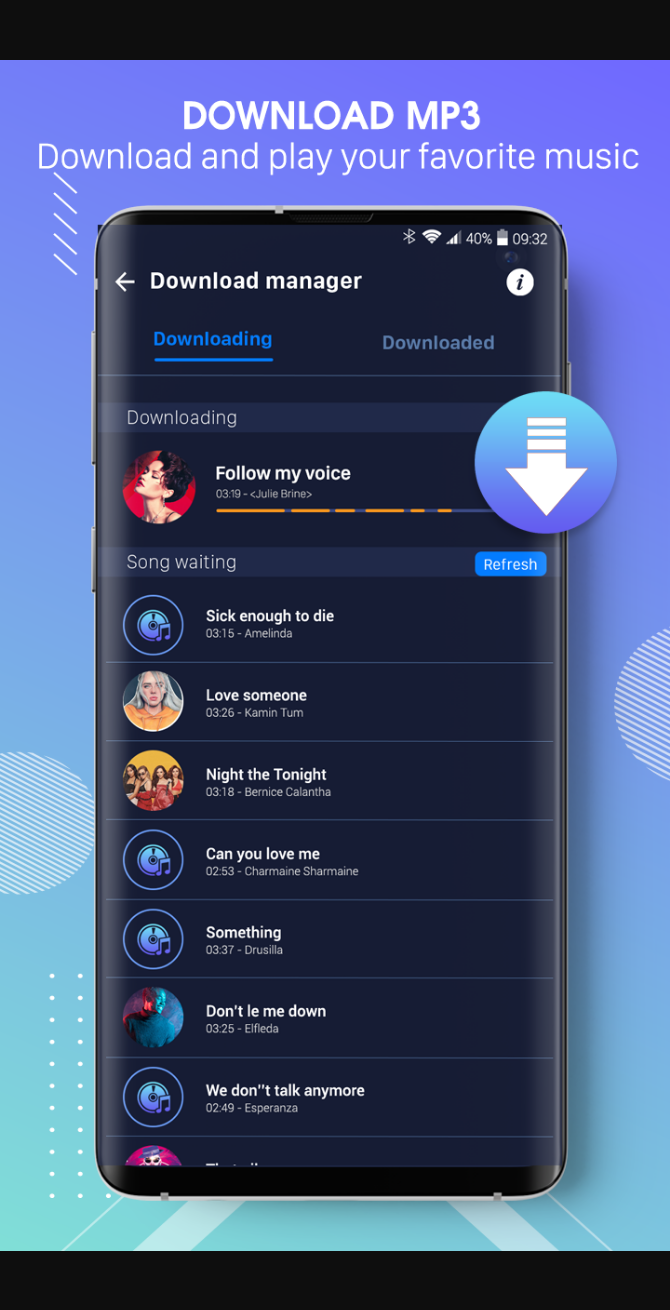 DOWNLOAD MP3
Download and play your favorite music
40% 09:32
Download manager i
Downloading Downloaded
Downloading
Follow my voice
03:19 - <Julie Brine>
Song waiting Refresh
Sick enough to die
03:15 - Amelinda
Love someone
03:26 - Kamin Tum
Night the Tonight
03:18 - Bernice Calantha
Can you love me
02:53 - Charmaine Sharmaine
Something
03:37 - Drusilla
Don't le me down
03:25 - Elfleda
We don''t talk anymore
02:49 - Esperanza